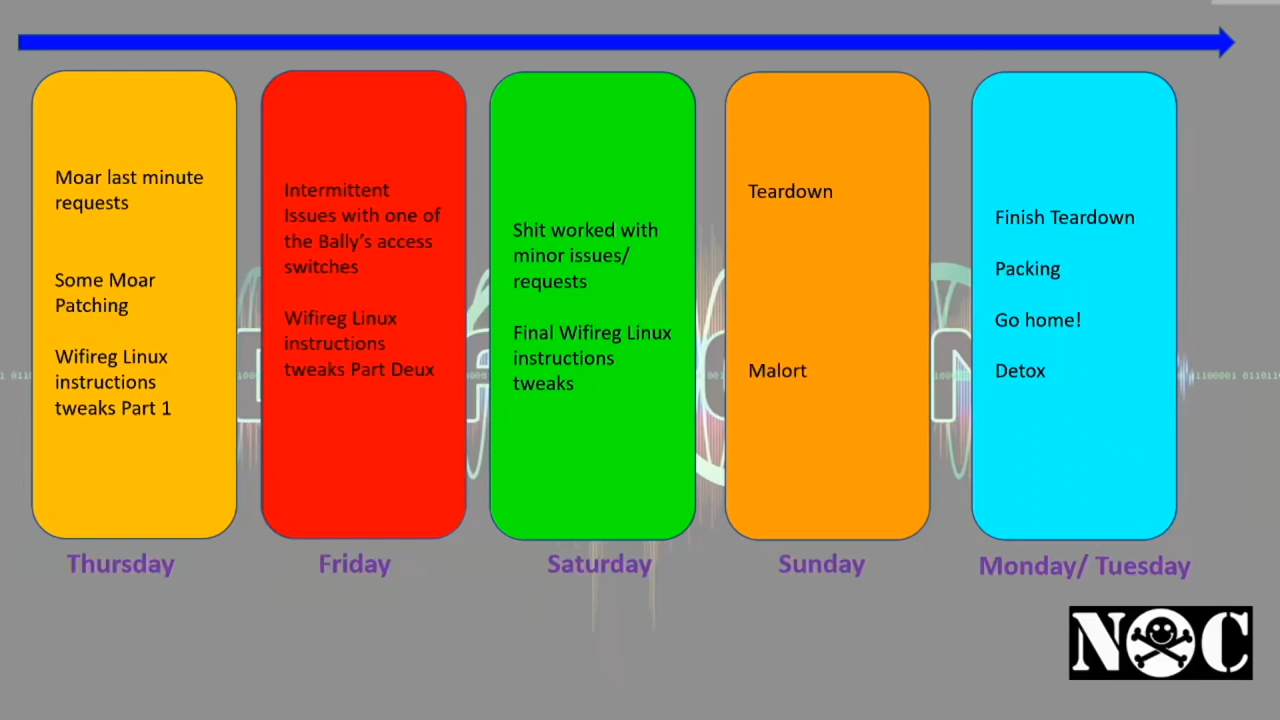 Moar last minute
requests
Some Moar
Patching
Wifireg Linux
instructions
tweaks Part 1
Thursday
Intermittent
Issues with one of
the Bally's access
switches
Wifireg Linux
instructions
tweaks Part Deux
Friday
Shit worked with
minor issues/
requests
Final Wifireg Linux
instructions
tweaks
Saturday
Teardown
Malort
Sunday
Finish Teardown
Packing
Go home!
Detox
Monday/ Tuesday
NOC